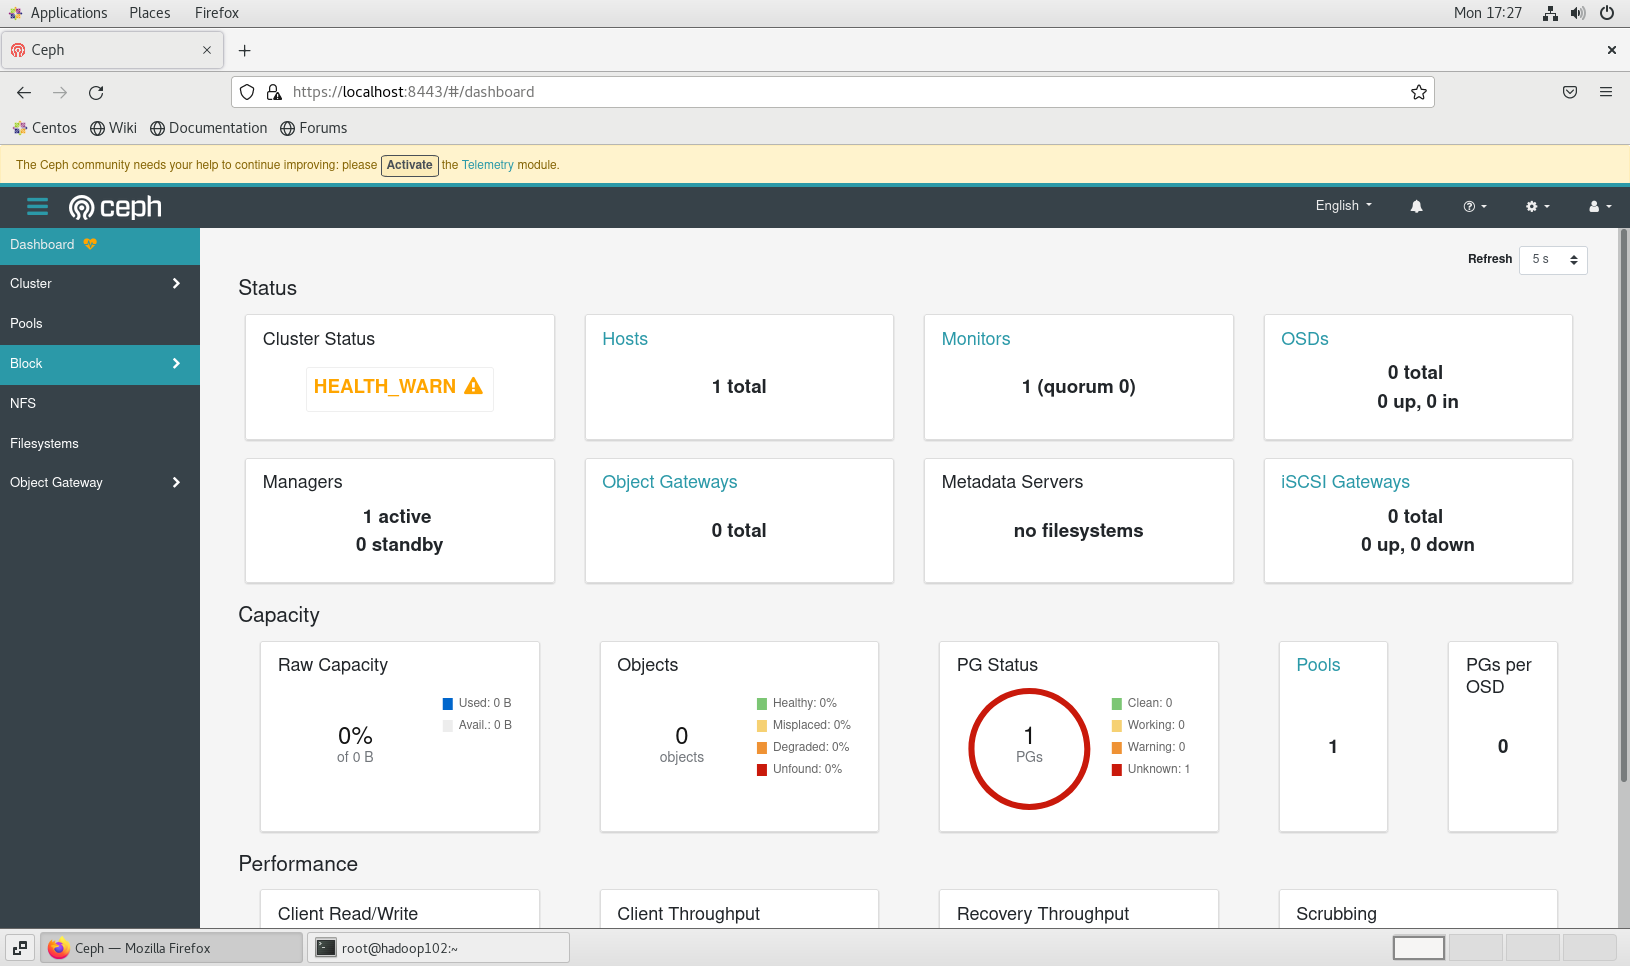 Applications Places Firefox Mon 17:27
Ceph
https://localhost:8443/#/dashboard
Centos Wiki Documentation Forums
The Ceph community needs your help to continue improving: please Activate the Telemetry module.
ceph English
Dashboard
Cluster
Pools
Block
NFS
Filesystems
Object Gateway
Refresh 5 s
Status
Cluster Status
HEALTH_WARN
Hosts
1 total
Monitors
1 (quorum 0)
OSDs
0 total
0 up, 0 in
Managers
1 active
0 standby
Object Gateways
0 total
Metadata Servers
no filesystems
iSCSI Gateways
0 total
0 up, 0 down
Capacity
Raw Capacity
0%
of 0 B
Used: 0 B
Avail.: 0 B
Objects
0
objects
Healthy: 0%
Misplaced: 0%
Degraded: 0%
Unfound: 0%
PG Status
1
PGs
Clean: 0
Working: 0
Warning: 0
Unknown: 1
Pools
1
PGs per
OSD
0
Performance
Client Read/Write
Client Throughput
Recovery Throughput
Scrubbing
Ceph — Mozilla Firefox
root@hadoop102:~